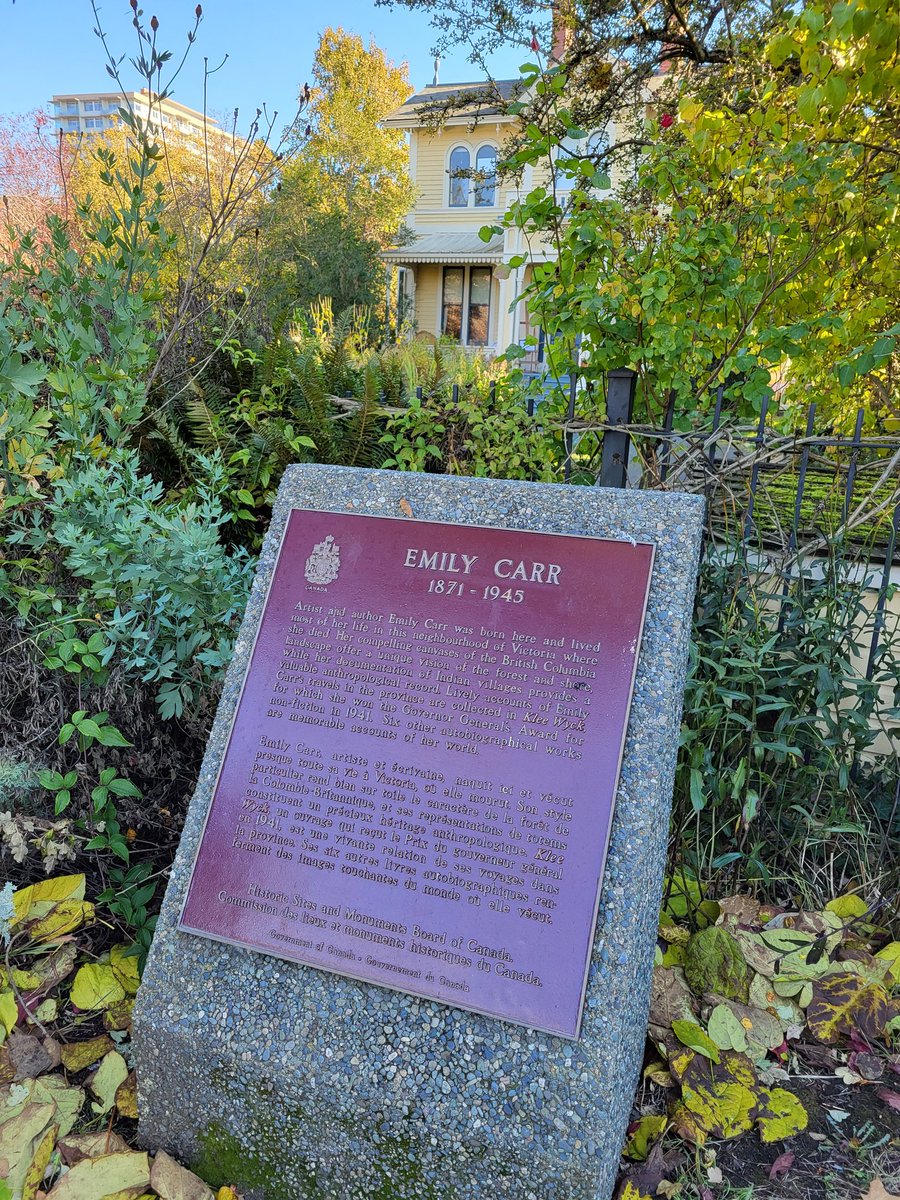 CANADA
EMILY CARR
1871 - 1945
Artist and author Emily Carr was born here and lived
most of her life in this neighbourhood of Victoria where
she died. Her compelling canvases of the British Columbia
landscape offer a unique vision of the forest and shore,
while her documentation of Indian villages provides a
valuable anthropological record. Lively accounts of Emily
Carr's travels in the province are collected in Klee Wyck,
for which she won the Governor General's Award for
non-fiction in 1941. Six other autobiographical works
are memorable accounts of her world.
Emily Carr, artiste et écrivaine, naquit ici et vécut
presque toute sa vie à Victoria, où elle mourut. Son style
particulier rend bien sur toile le caractère de la forêt de
la Colombie-Britannique, et ses représentations de totems
constituent un précieux héritage anthropologique. Klee
Wyck, un ouvrage qui reçut le Prix du gouverneur général
en 1941, est une vivante relation de ses voyages dans
la province. Ses six autres livres autobiographiques ren-
ferment des images touchantes du monde où elle vécut.
Historic Sites and Monuments Board of Canada.
Commission des lieux et monuments historiques du Canada.
Government of Canada - Gouvernement du Canada